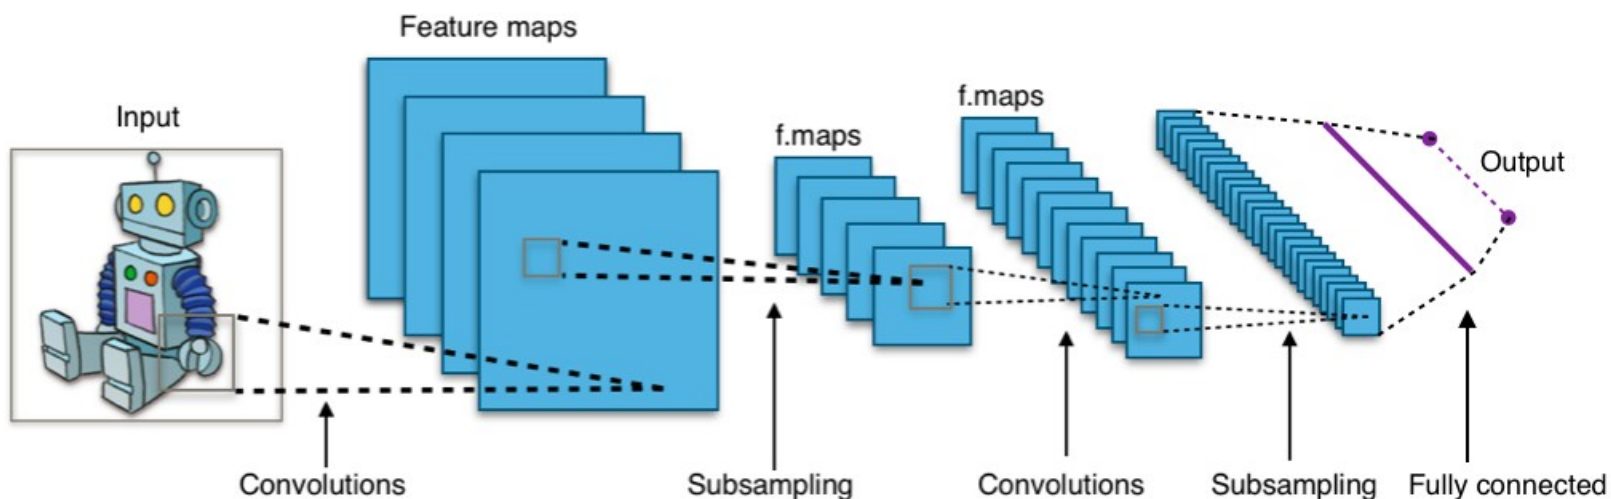 Feature maps
Input
f.maps
f.maps
Output
Convolutions
Subsampling
Convolutions
Subsampling
Fully connected